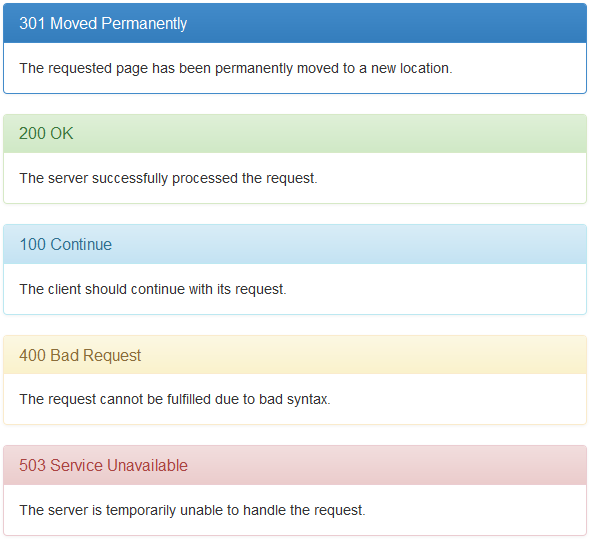 301 Moved Permanently
The requested page has been permanently moved to a new location.
200 OK
The server successfully processed the request.
100 Continue
The client should continue with its request.
400 Bad Request
The request cannot be fulfilled due to bad syntax.
503 Service Unavailable
The server is temporarily unable to handle the request.